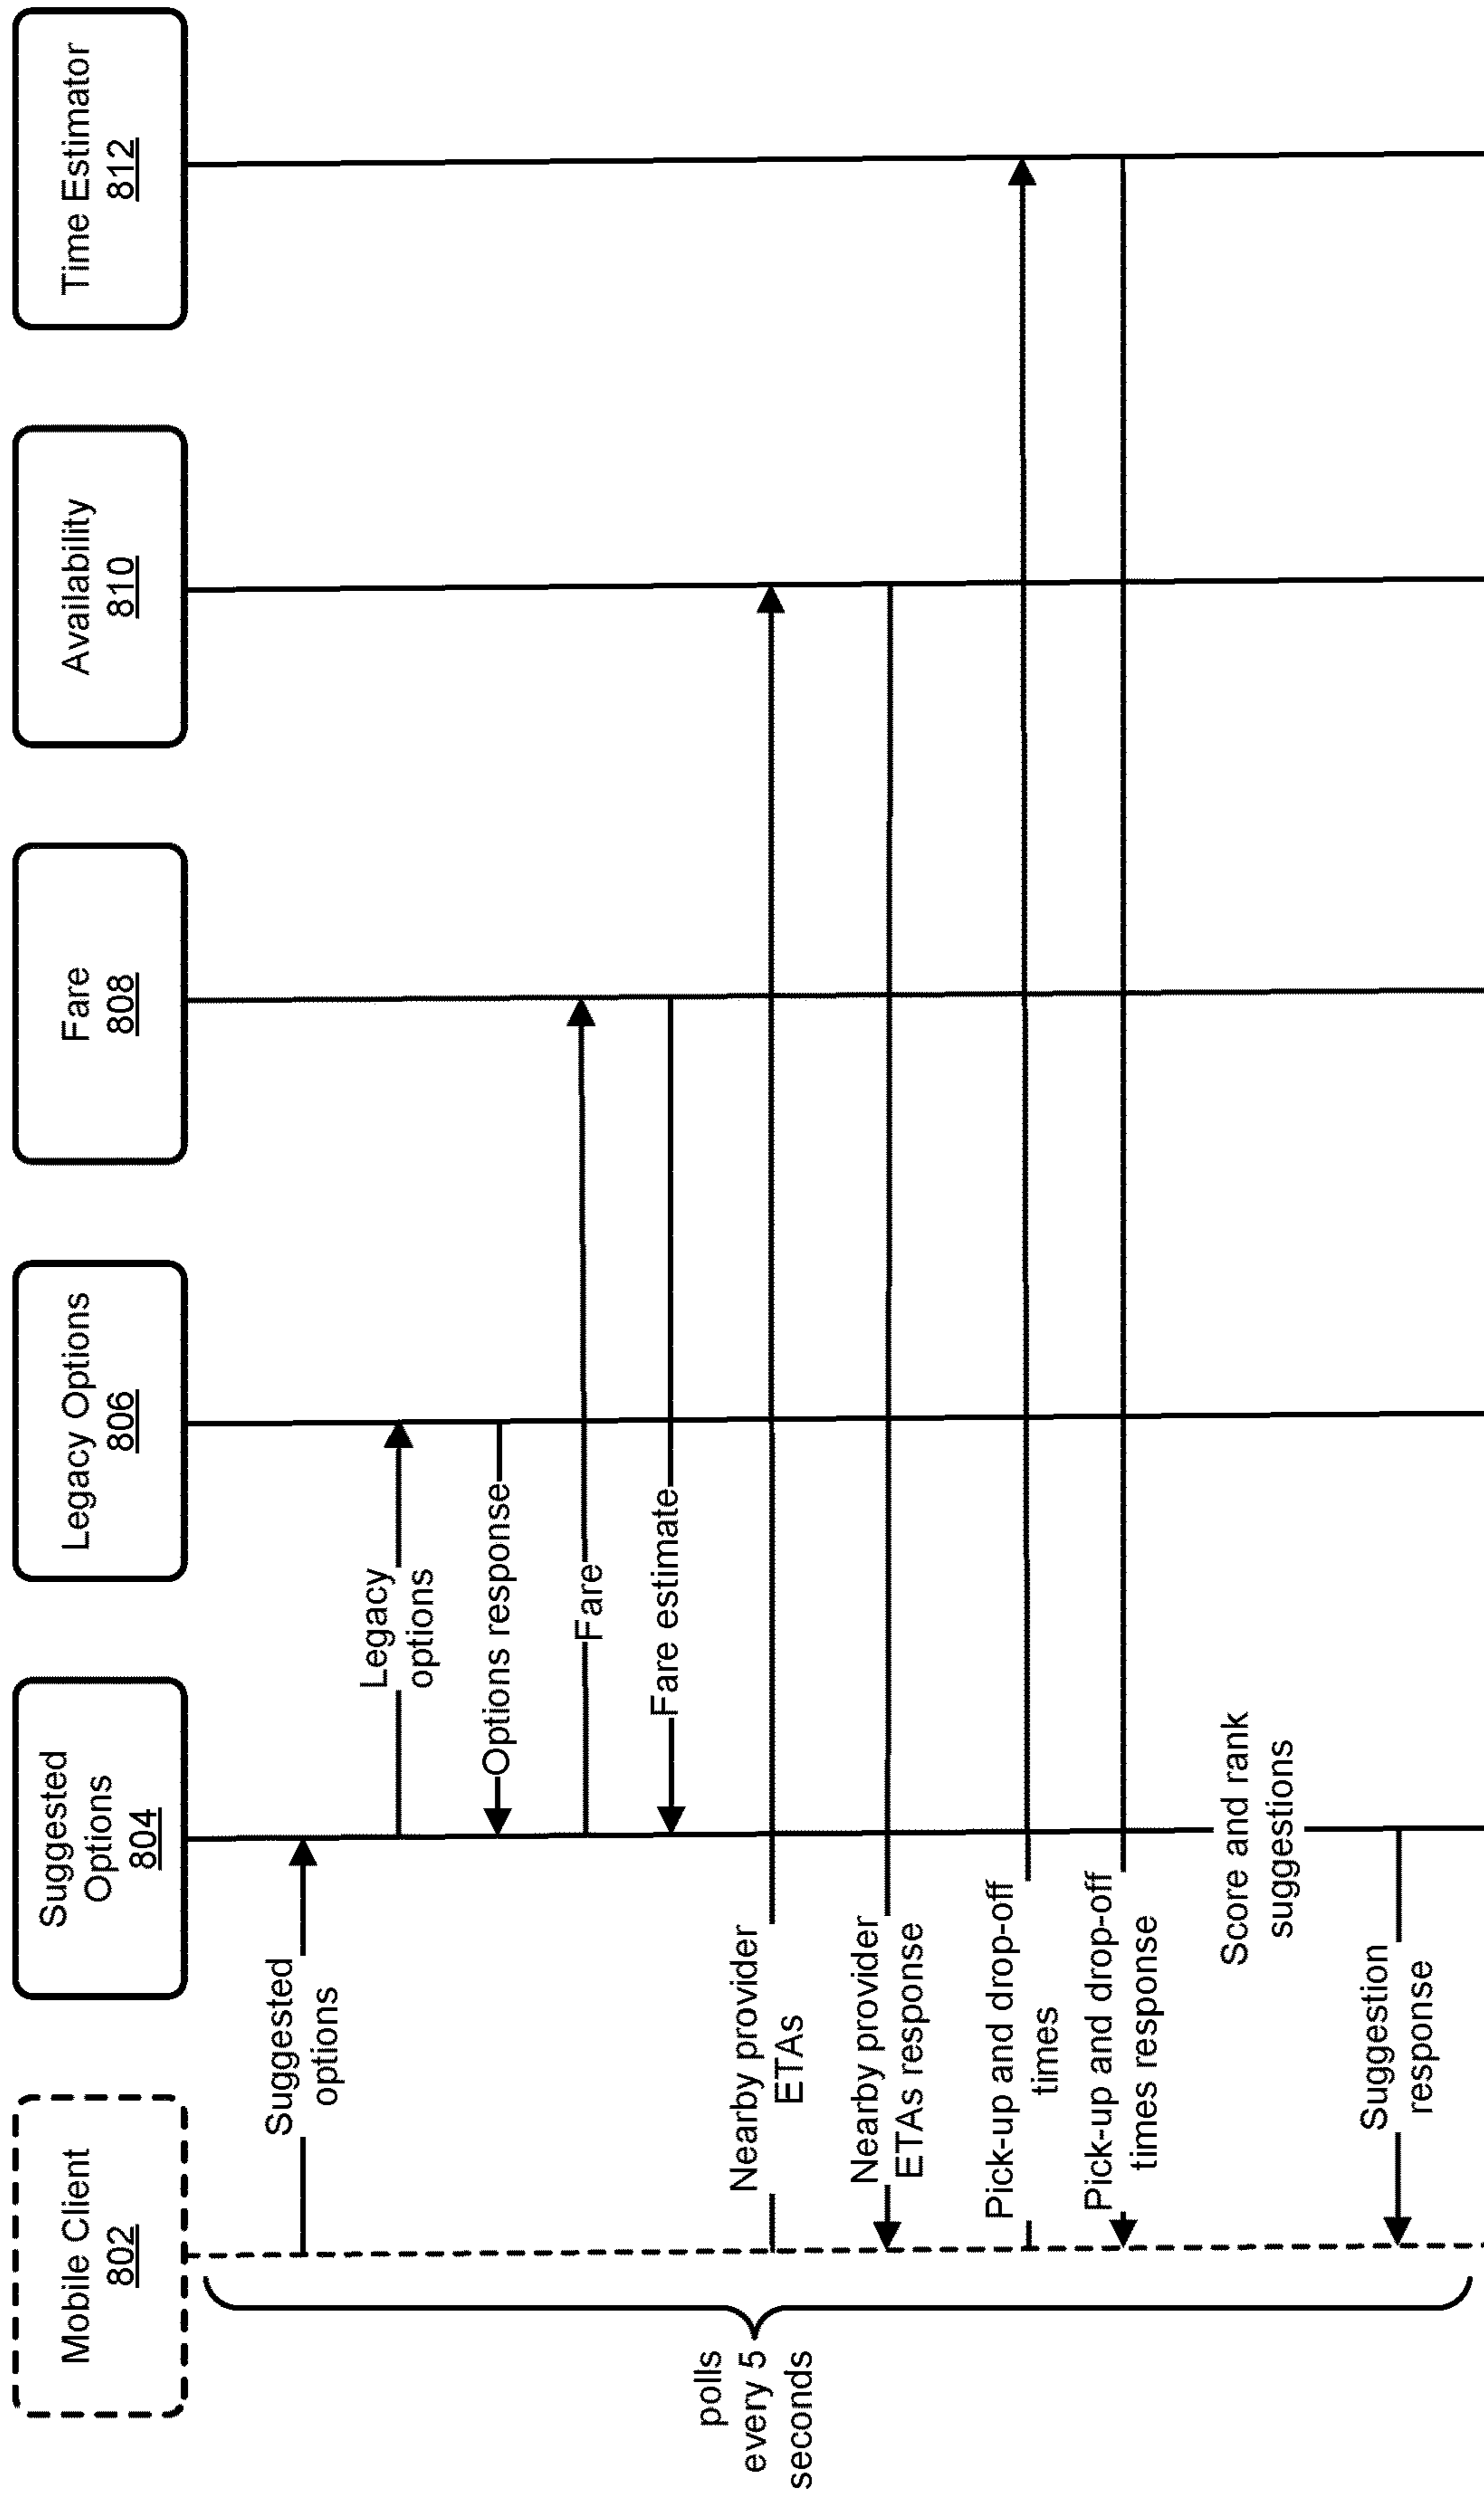 Mobile Client
802
Suggested
Options
804
Legacy Options
806
Fare
808
Availability
810
Time Estimator
812
Suggested
options
Legacy
options
Options response
Fare
Fare estimate
polls
every 5
seconds
Nearby provider
ETAs
Nearby provider
ETAs response
Pick-up and drop-off
times
Pick-up and drop-off
times response
Score and rank
suggestions
Suggestion
response